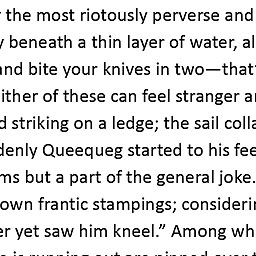 the most riotously perverse and
beneath a thin layer of water, al
and bite your knives in two—that'
ither of these can feel stranger a
d striking on a ledge; the sail colla
denly Queequeg started to his fee
ms but a part of the general joke.
own frantic stampings; considerin
er yet saw him kneel.” Among wh